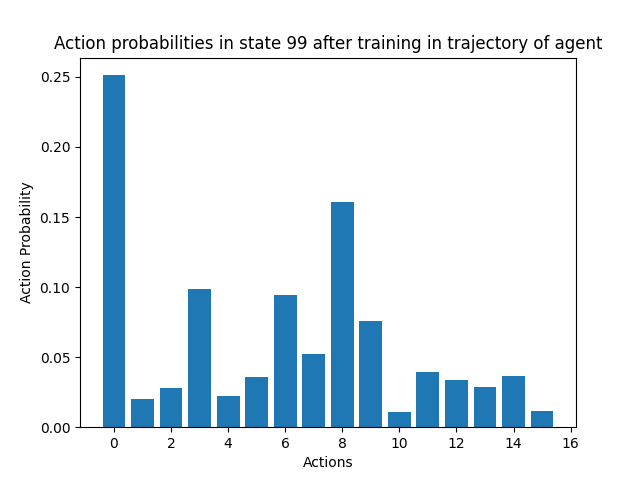 Action probabilities in state 99 after training in trajectory of agent
0.25
0.20
0.15
0.10
0.05
0.00
Action Probability
0 2 4 6 8 10 12 14 16
Actions